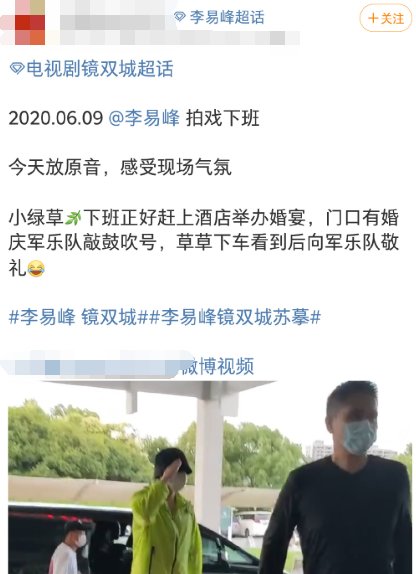 李易峰超话
+关注
电视剧镜双城超话
2020.06.09 @李易峰 拍戏下班
今天放原音，感受现场气氛
小绿草🌿下班正好赶上酒店举办婚宴，门口有婚
庆军乐队敲鼓吹号，草草下车看到后向军乐队敬
礼😂
#李易峰 镜双城##李易峰镜双城苏摹#
微博视频